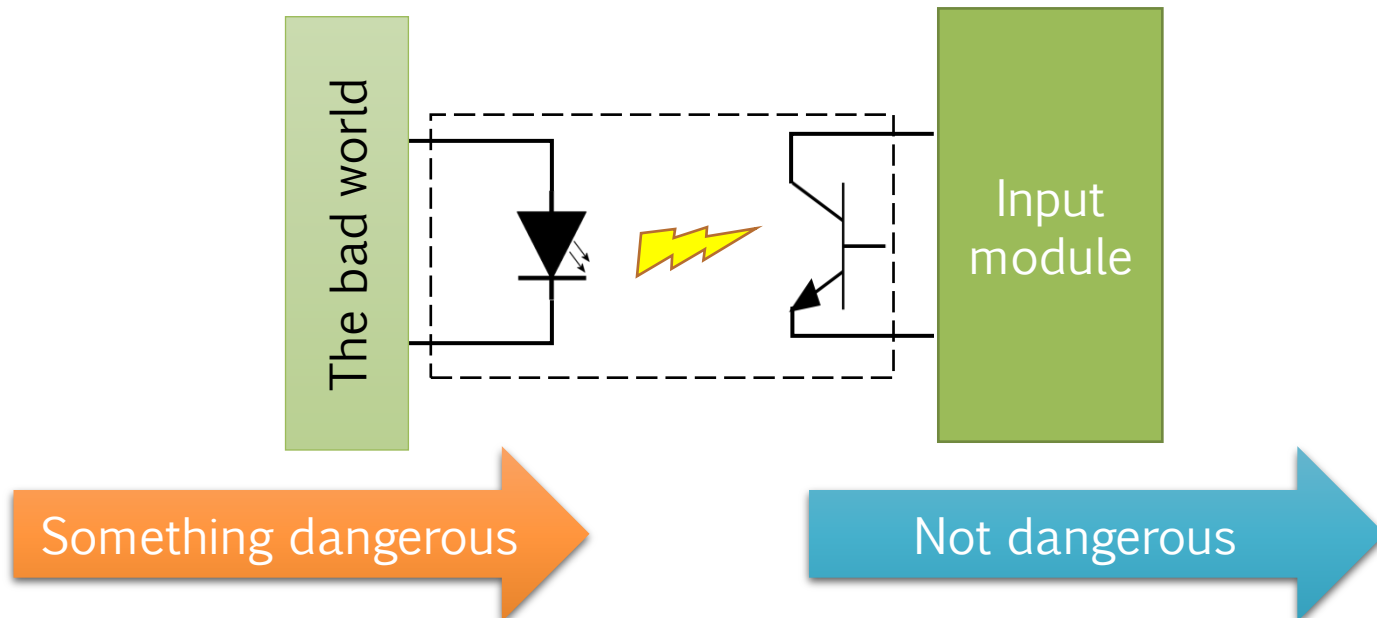 The bad world
Input
module
Something dangerous
Not dangerous